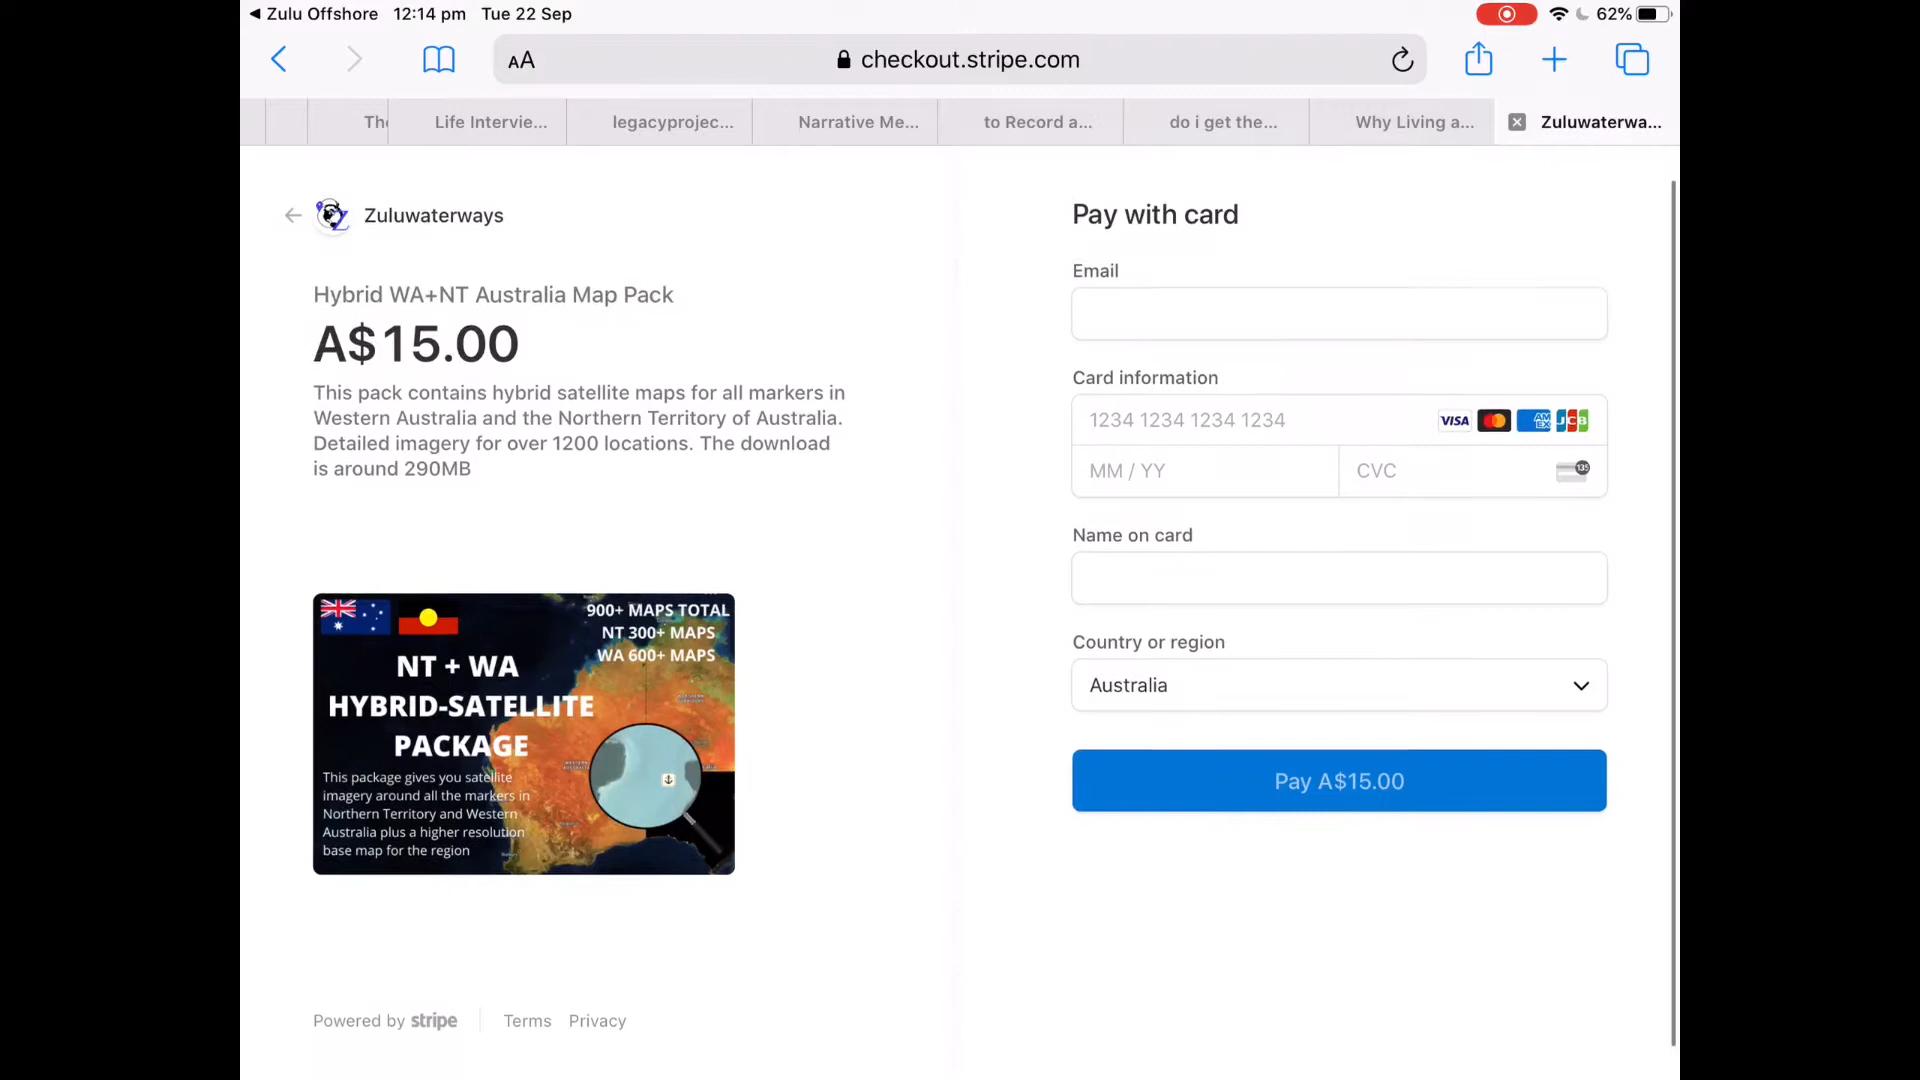 Zulu Offshore 12:14 pm Tue 22 Sep 62%
AA checkout.stripe.com
The Life Intervie... legacyprojec... Narrative Me... to Record a... do i get the... Why Living a... Zuluwaterwa...
Zuluwaterways
Hybrid WA+NT Australia Map Pack
A$15.00
This pack contains hybrid satellite maps for all markers in
Western Australia and the Northern Territory of Australia.
Detailed imagery for over 1200 locations. The download
is around 290MB
900+ MAPS TOTAL
NT 300+ MAPS
WA 600+ MAPS
NT + WA
HYBRID-SATELLITE
PACKAGE
This package gives you satellite
imagery around all the markers in
Northern Territory and Western
Australia plus a higher resolution
base map for the region
Powered by stripe Terms Privacy
Pay with card
Email
Card information
1234 1234 1234 1234 VISA AMEX JCB
MM / YY CVC 135
Name on card
Country or region
Australia
Pay A$15.00